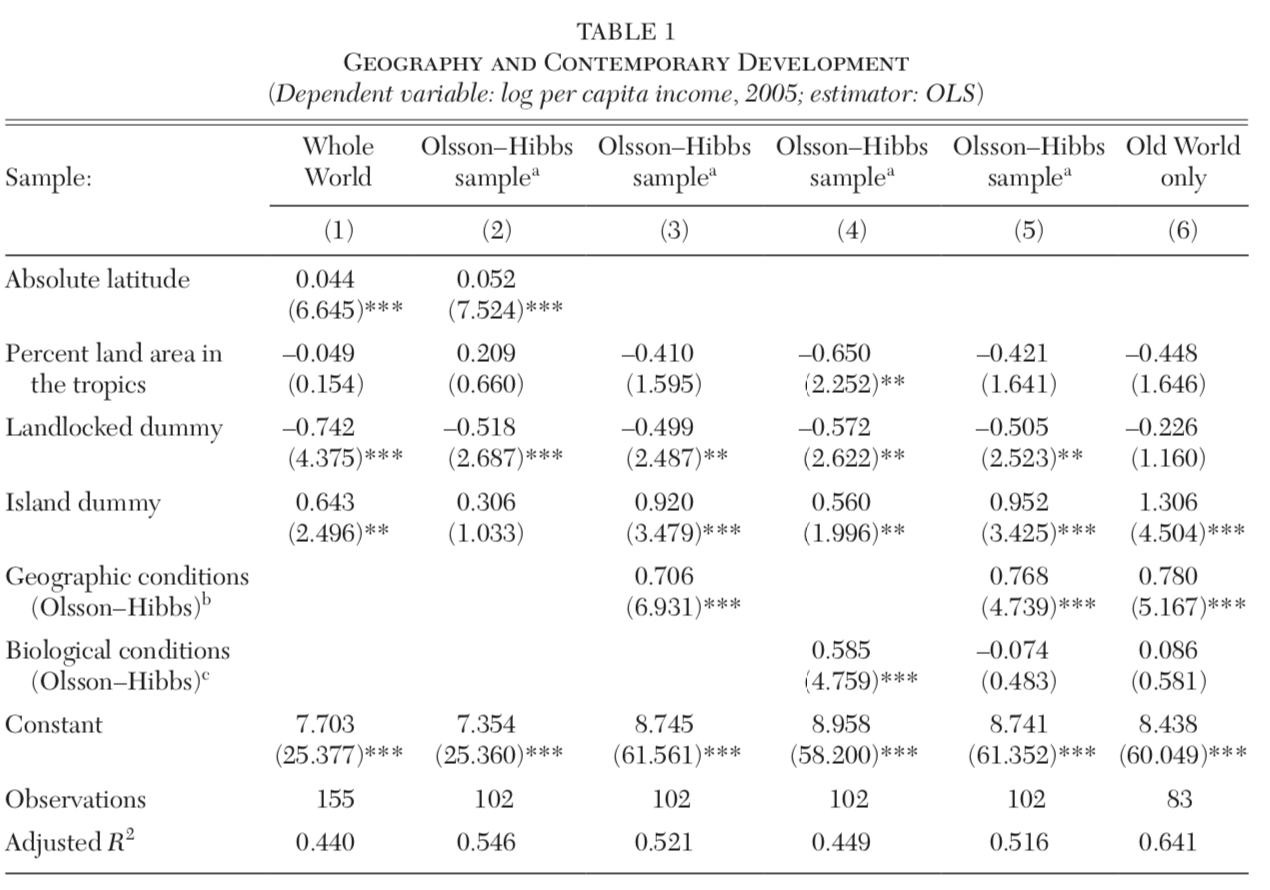 TABLE 1
Geography and Contemporary Development
(Dependent variable: log per capita income, 2005; estimator: OLS)
Sample: Whole World Olsson–Hibbs sampleᵃ Olsson–Hibbs sampleᵃ Olsson–Hibbs sampleᵃ Olsson–Hibbs sampleᵃ Old World only
(1) (2) (3) (4) (5) (6)
Absolute latitude 0.044 0.052
(6.645)*** (7.524)***
Percent land area in –0.049 0.209 –0.410 –0.650 –0.421 –0.448
the tropics (0.154) (0.660) (1.595) (2.252)** (1.641) (1.646)
Landlocked dummy –0.742 –0.518 –0.499 –0.572 –0.505 –0.226
(4.375)*** (2.687)*** (2.487)** (2.622)** (2.523)** (1.160)
Island dummy 0.643 0.306 0.920 0.560 0.952 1.306
(2.496)** (1.033) (3.479)*** (1.996)** (3.425)*** (4.504)***
Geographic conditions 0.706 0.768 0.780
(Olsson–Hibbs)ᵇ (6.931)*** (4.739)*** (5.167)***
Biological conditions 0.585 –0.074 0.086
(Olsson–Hibbs)ᶜ (4.759)*** (0.483) (0.581)
Constant 7.703 7.354 8.745 8.958 8.741 8.438
(25.377)*** (25.360)*** (61.561)*** (58.200)*** (61.352)*** (60.049)***
Observations 155 102 102 102 102 83
Adjusted R² 0.440 0.546 0.521 0.449 0.516 0.641